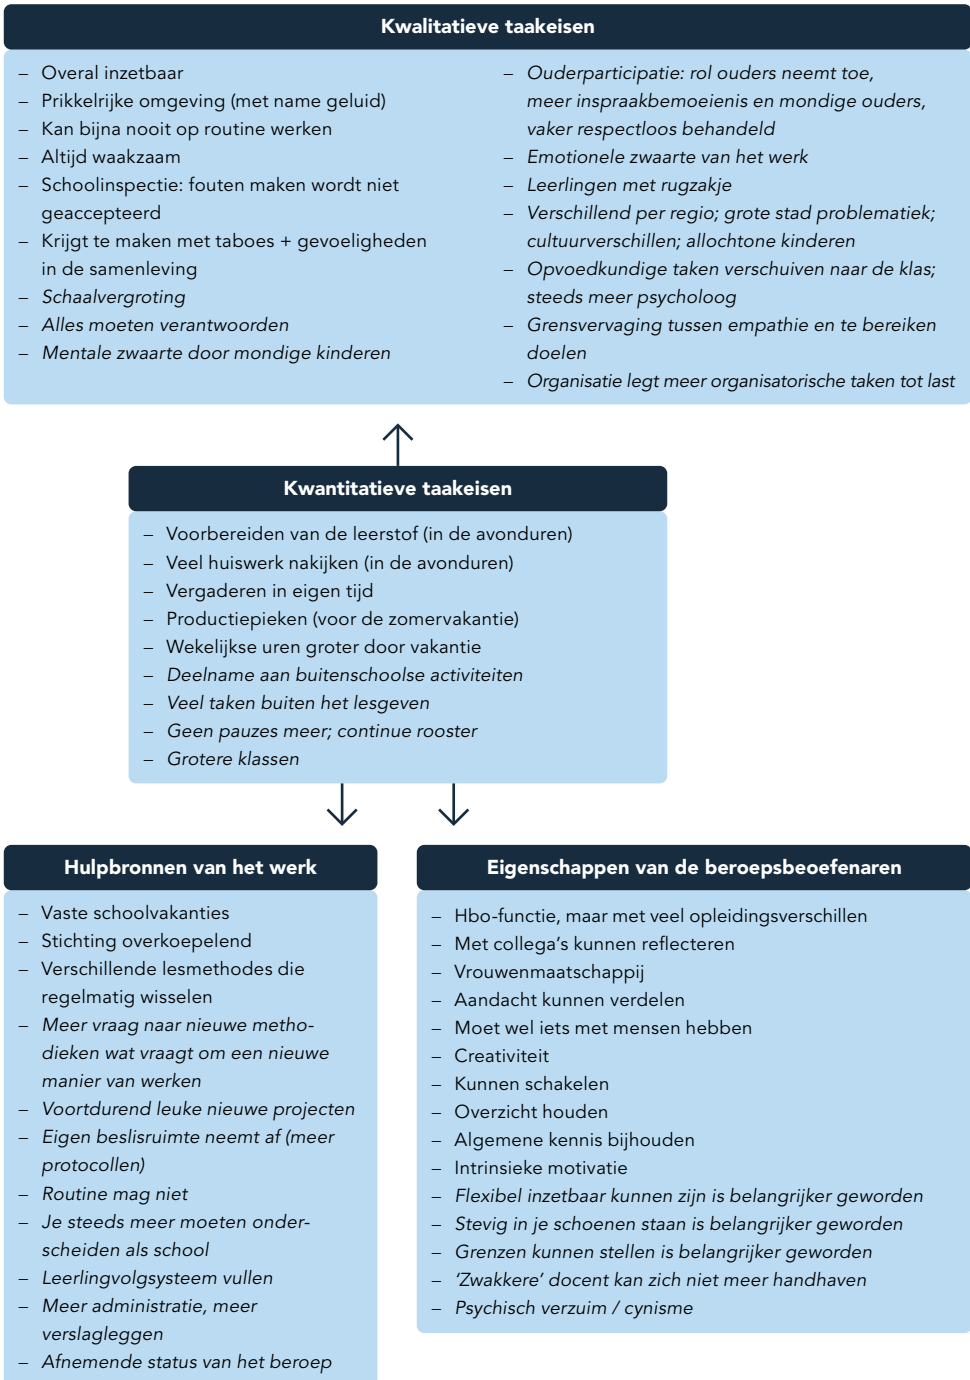 Kwalitatieve taakeisen
– Overal inzetbaar
– Prikkelrijke omgeving (met name geluid)
– Kan bijna nooit op routine werken
– Altijd waakzaam
– Schoolinspectie: fouten maken wordt niet
geaccepteerd
– Krijgt te maken met taboes + gevoeligheden
in de samenleving
– Schaalvergroting
– Alles moeten verantwoorden
– Mentale zwaarte door mondige kinderen
– Ouderparticipatie: rol ouders neemt toe,
meer inspraakbemoeienis en mondige ouders,
vaker respectloos behandeld
– Emotionele zwaarte van het werk
– Leerlingen met rugzakje
– Verschillend per regio; grote stad problematiek;
cultuurverschillen; allochtone kinderen
– Opvoedkundige taken verschuiven naar de klas;
steeds meer psycholoog
– Grensvervaging tussen empathie en te bereiken
doelen
– Organisatie legt meer organisatorische taken tot last
Kwantitatieve taakeisen
– Voorbereiden van de leerstof (in de avonduren)
– Veel huiswerk nakijken (in de avonduren)
– Vergaderen in eigen tijd
– Productiepieken (voor de zomervakantie)
– Wekelijkse uren groter door vakantie
– Deelname aan buitenschoolse activiteiten
– Veel taken buiten het lesgeven
– Geen pauzes meer; continue rooster
– Grotere klassen
Hulpbronnen van het werk
– Vaste schoolvakanties
– Stichting overkoepelend
– Verschillende lesmethodes die
regelmatig wisselen
– Meer vraag naar nieuwe metho-
dieken wat vraagt om een nieuwe
manier van werken
– Voortdurend leuke nieuwe projecten
– Eigen beslisruimte neemt af (meer
protocollen)
– Routine mag niet
– Je steeds meer moeten onder-
scheiden als school
– Leerlingvolgsysteem vullen
– Meer administratie, meer
verslagleggen
– Afnemende status van het beroep
Eigenschappen van de beroepsbeoefenaren
– Hbo-functie, maar met veel opleidingsverschillen
– Met collega's kunnen reflecteren
– Vrouwenmaatschappij
– Aandacht kunnen verdelen
– Moet wel iets met mensen hebben
– Creativiteit
– Kunnen schakelen
– Overzicht houden
– Algemene kennis bijhouden
– Intrinsieke motivatie
– Flexibel inzetbaar kunnen zijn is belangrijker geworden
– Stevig in je schoenen staan is belangrijker geworden
– Grenzen kunnen stellen is belangrijker geworden
– 'Zwakkere' docent kan zich niet meer handhaven
– Psychisch verzuim / cynisme